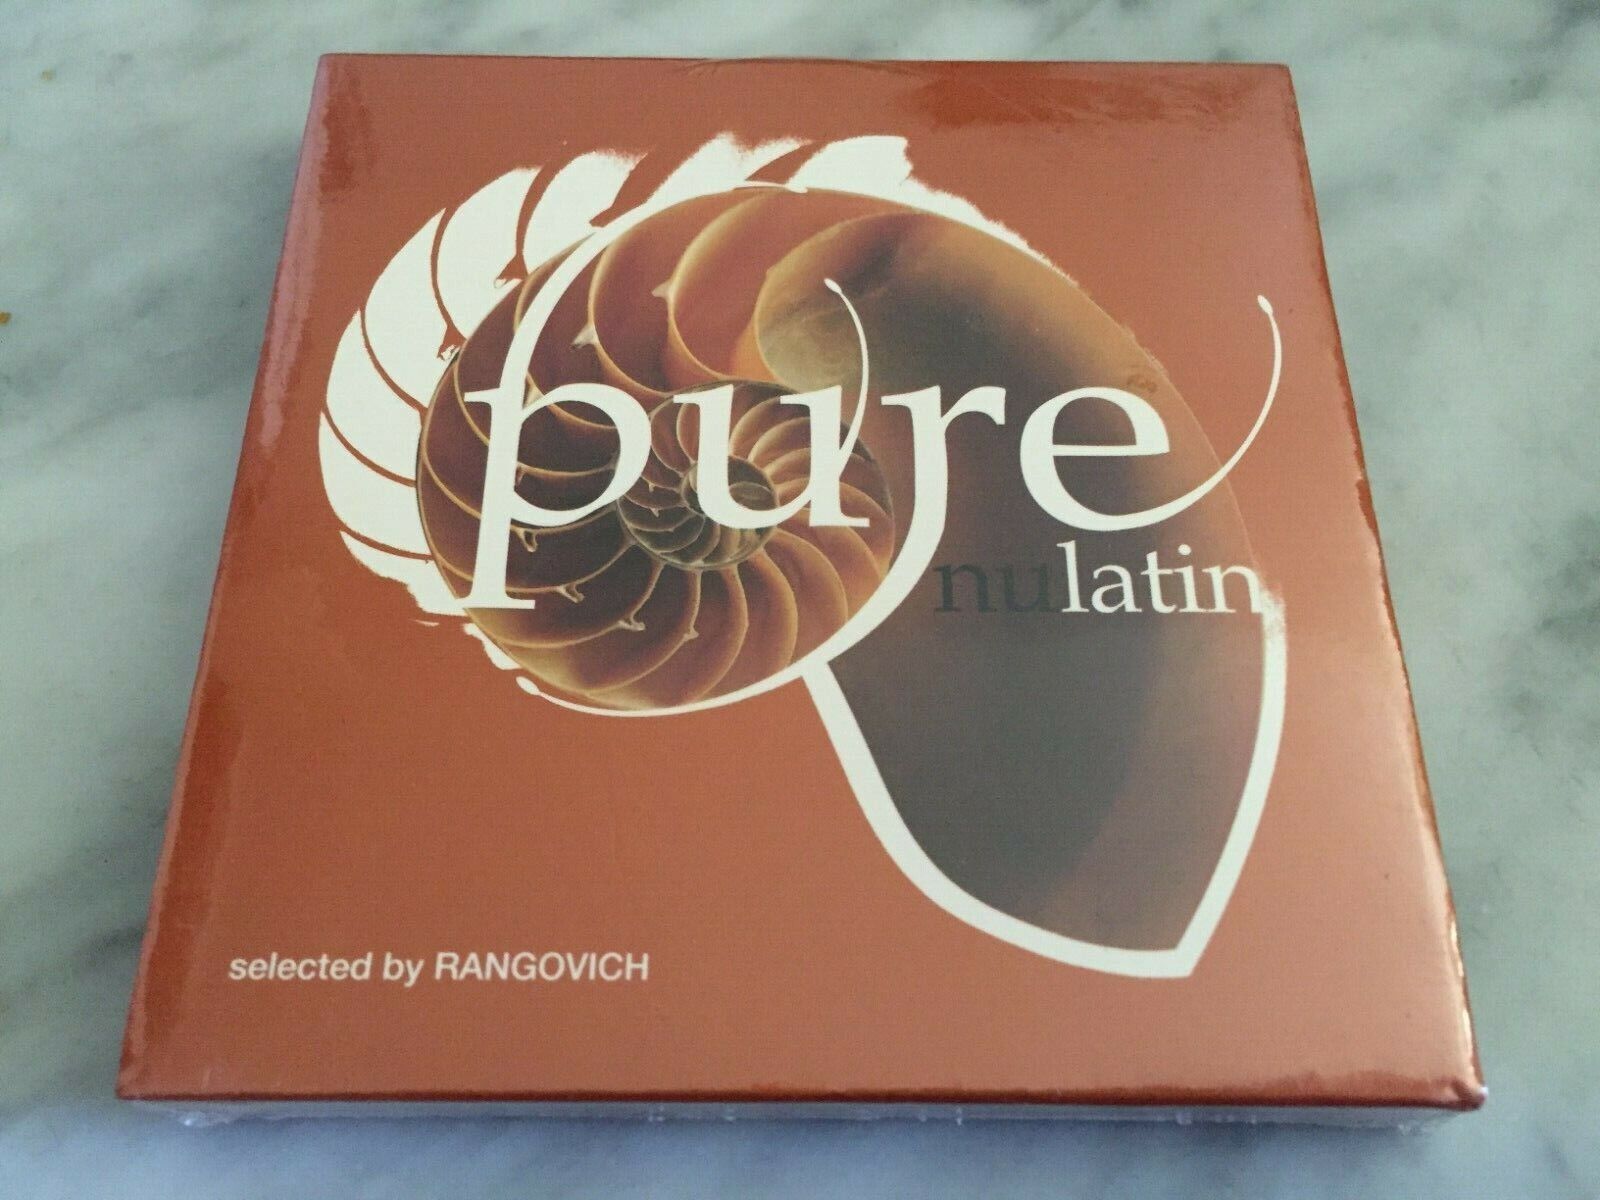 pure
nulatin
selected by RANGOVICH